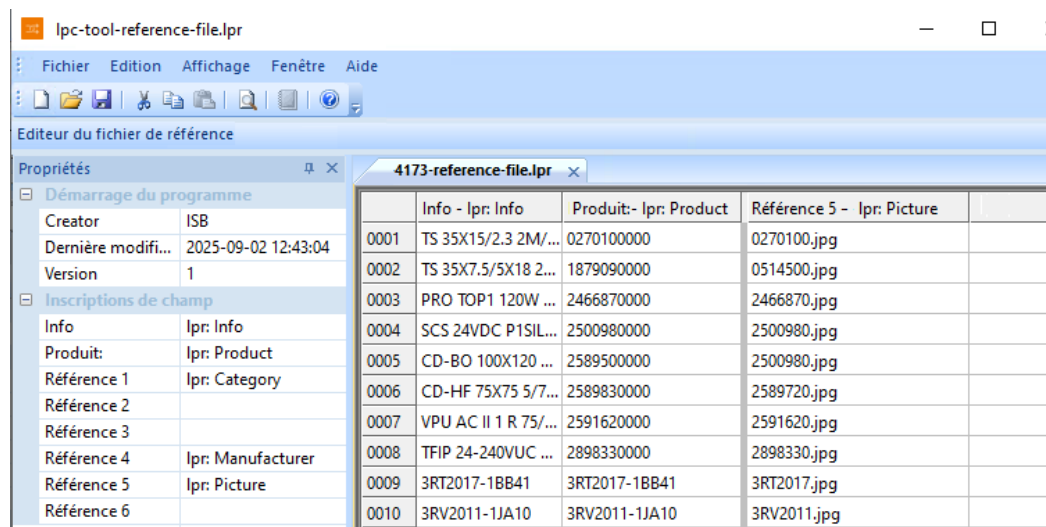 lpc-tool-reference-file.lpr
Fichier Edition Affichage Fenêtre Aide
Editeur du fichier de référence
Propriétés
Démarrage du programme
Creator ISB
Dernière modifi... 2025-09-02 12:43:04
Version 1
Inscriptions de champ
Info lpr: Info
Produit: lpr: Product
Référence 1 lpr: Category
Référence 2
Référence 3
Référence 4 lpr: Manufacturer
Référence 5 lpr: Picture
Référence 6
4173-reference-file.lpr
Info - lpr: Info Produit:- lpr: Product Référence 5 - lpr: Picture
0001 TS 35X15/2.3 2M/... 0270100000 0270100.jpg
0002 TS 35X7.5/5X18 2... 1879090000 0514500.jpg
0003 PRO TOP1 120W ... 2466870000 2466870.jpg
0004 SCS 24VDC P1SIL... 2500980000 2500980.jpg
0005 CD-BO 100X120 ... 2589500000 2500980.jpg
0006 CD-HF 75X75 5/7... 2589830000 2589720.jpg
0007 VPU AC II 1 R 75/... 2591620000 2591620.jpg
0008 TFIP 24-240VUC ... 2898330000 2898330.jpg
0009 3RT2017-1BB41 3RT2017-1BB41 3RT2017.jpg
0010 3RV2011-1JA10 3RV2011-1JA10 3RV2011.jpg